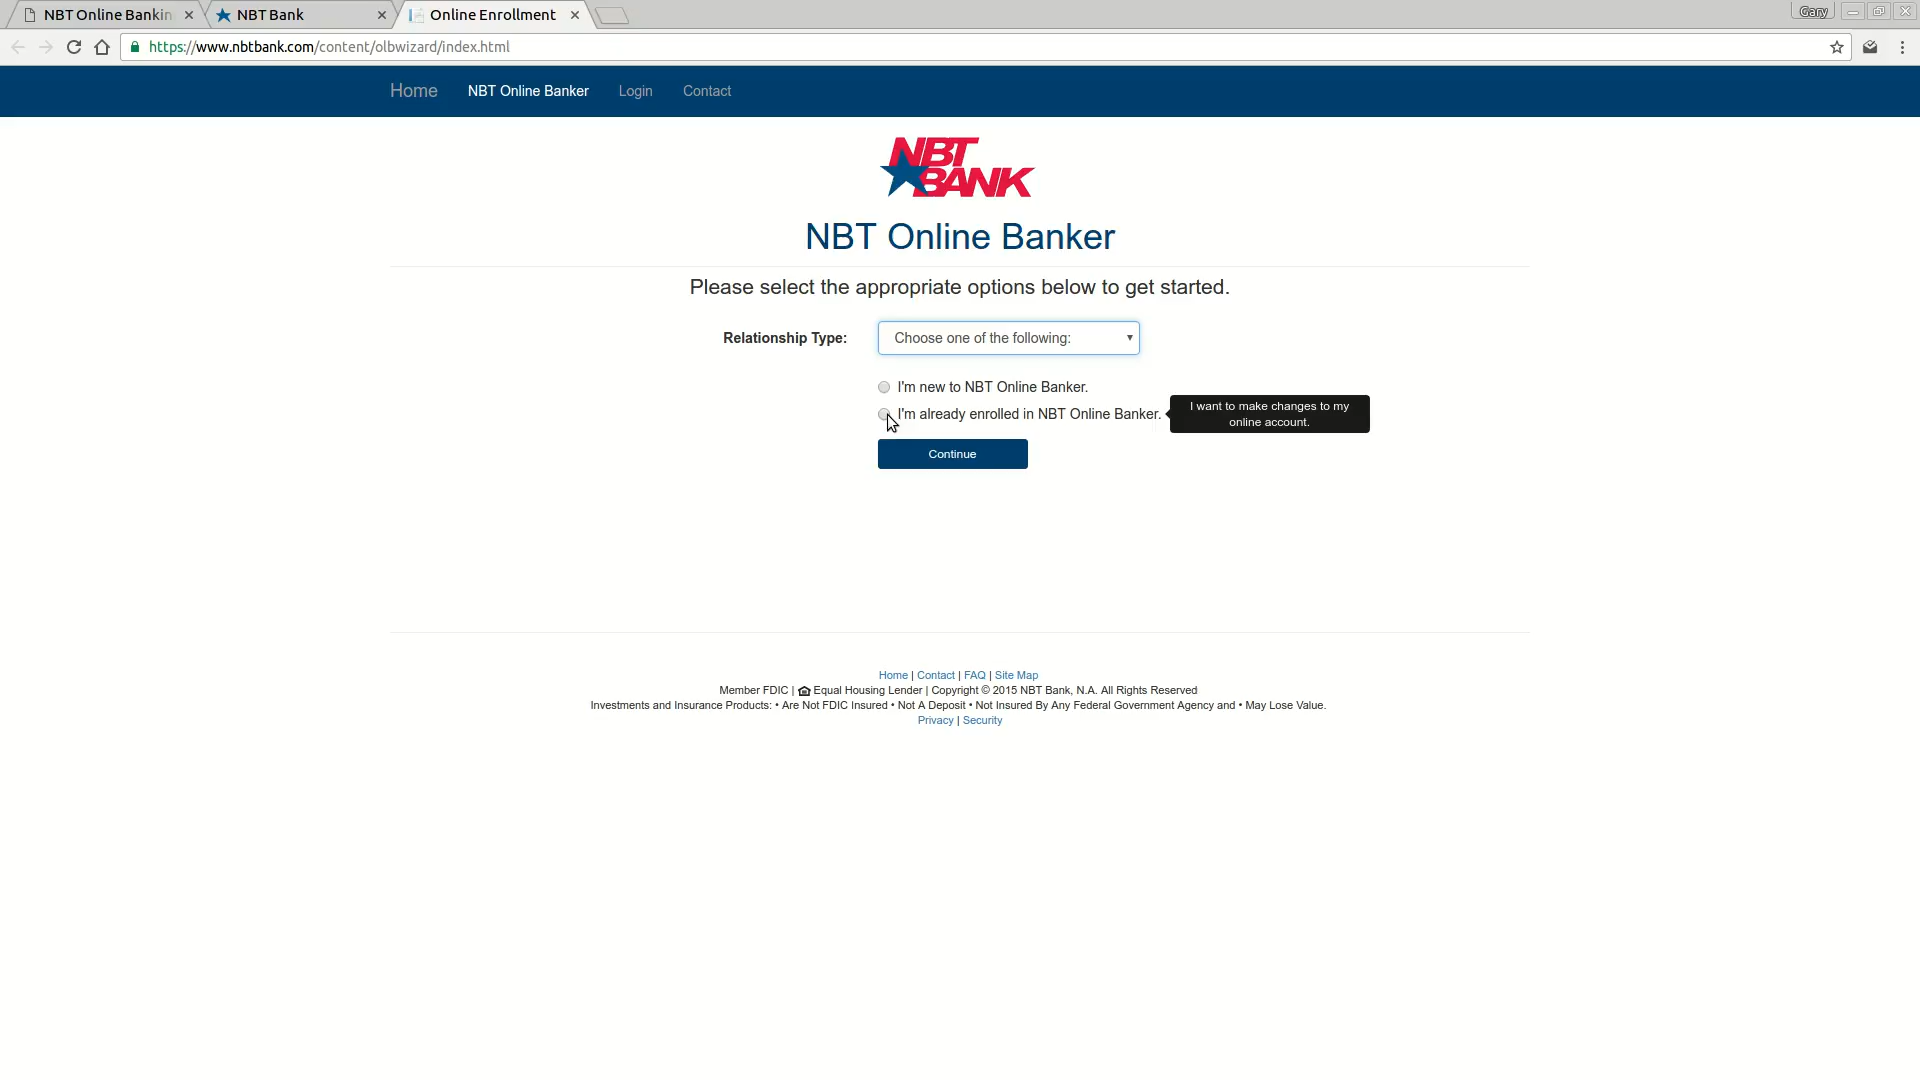 NBT Online Bankin
NBT Bank
Online Enrollment
Gary
https://www.nbtbank.com/content/olbwizard/index.html
Home NBT Online Banker Login Contact
NBT
BANK
NBT Online Banker
Please select the appropriate options below to get started.
Relationship Type: Choose one of the following:
I'm new to NBT Online Banker.
I'm already enrolled in NBT Online Banker.
I want to make changes to my
online account.
Continue
Home | Contact | FAQ | Site Map
Member FDIC | Equal Housing Lender | Copyright © 2015 NBT Bank, N.A. All Rights Reserved
Investments and Insurance Products: • Are Not FDIC Insured • Not A Deposit • Not Insured By Any Federal Government Agency and • May Lose Value.
Privacy | Security